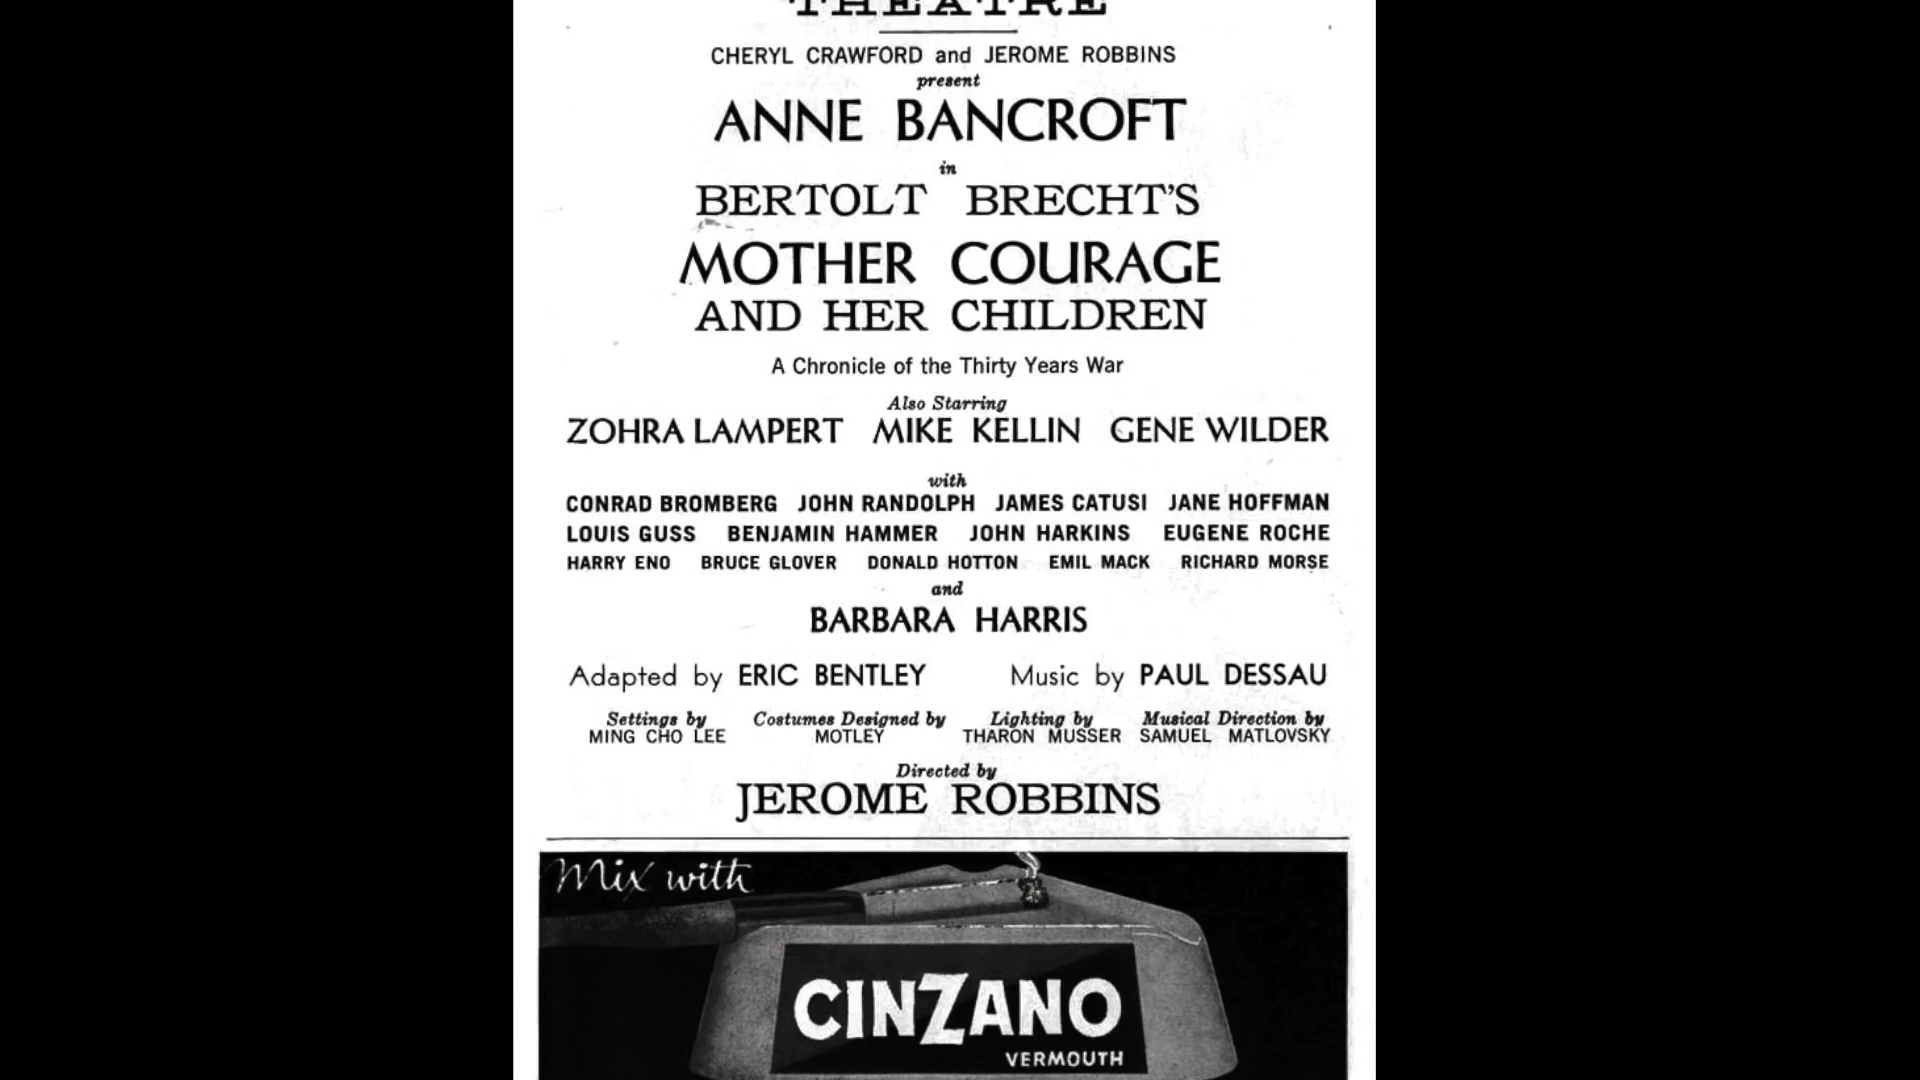 THEATRE
CHERYL CRAWFORD and JEROME ROBBINS
present
ANNE BANCROFT
in
BERTOLT BRECHT'S
MOTHER COURAGE
AND HER CHILDREN
A Chronicle of the Thirty Years War
Also Starring
ZOHRA LAMPERT MIKE KELLIN GENE WILDER
with
CONRAD BROMBERG JOHN RANDOLPH JAMES CATUSI JANE HOFFMAN
LOUIS GUSS BENJAMIN HAMMER JOHN HARKINS EUGENE ROCHE
HARRY ENO BRUCE GLOVER DONALD HOTTON EMIL MACK RICHARD MORSE
and
BARBARA HARRIS
Adapted by ERIC BENTLEY Music by PAUL DESSAU
Settings by Costumes Designed by Lighting by Musical Direction by
MING CHO LEE MOTLEY THARON MUSSER SAMUEL MATLOVSKY
Directed by
JEROME ROBBINS
Mix with
CINZANO
VERMOUTH